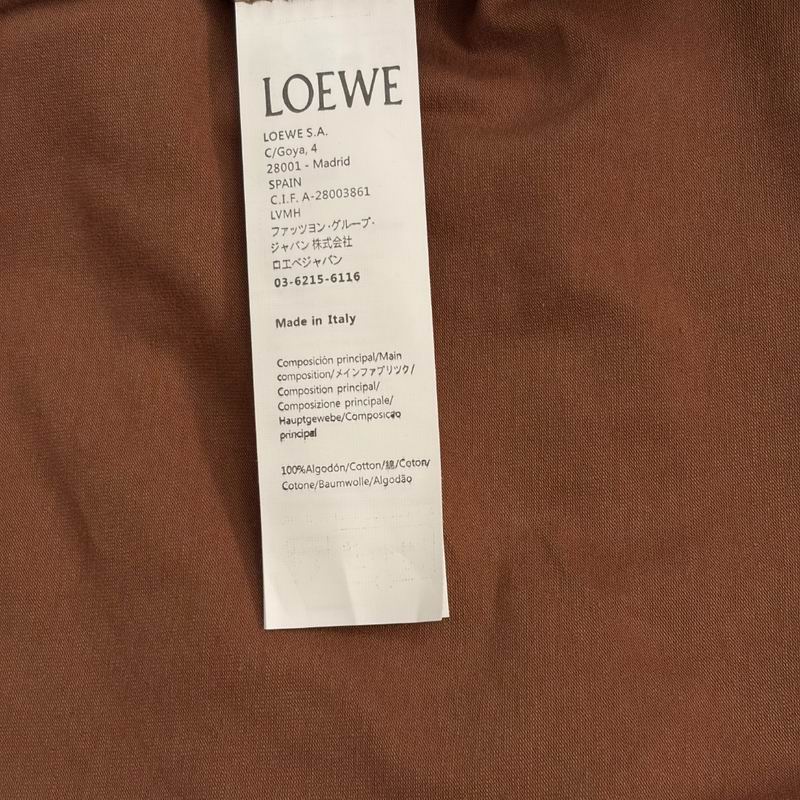 LOEWE
LOEWE S.A.
C/Goya, 4
28001 - Madrid
SPAIN
C.I.F. A-28003861
LVMH
ファッツヨン・グループ・
ジャパン 株式会社
ロエベジャパン
03-6215-6116
Made in Italy
Composición principal/Main
composition/メインファブリック/
Composition principal/
Composizione principale/
Hauptgewebe/Composição
principal
100%Algodón/Cotton/綿/Coton/
Cotone/Baumwolle/Algodão